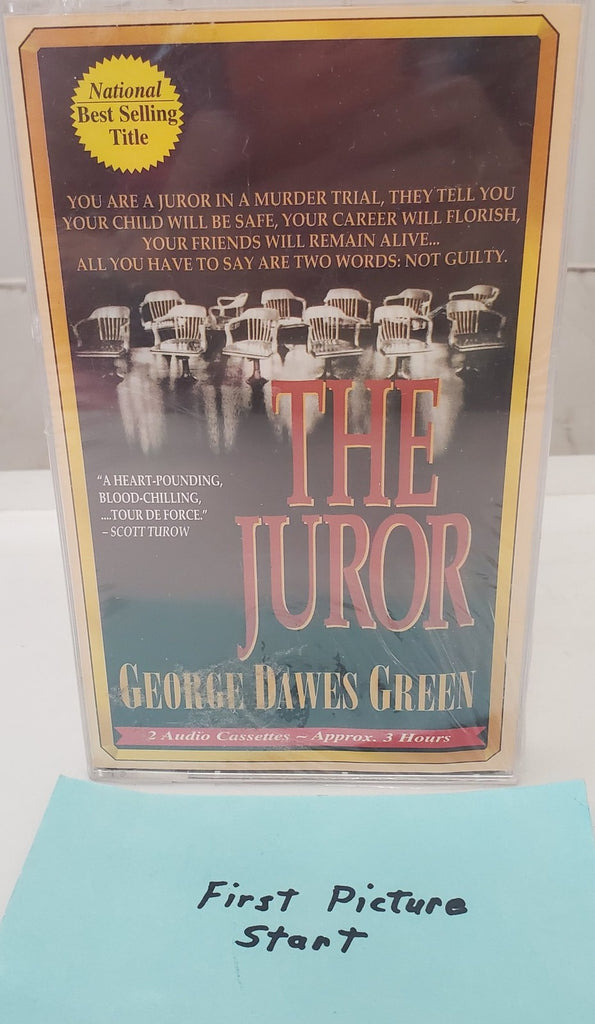 National
Best Selling
Title
YOU ARE A JUROR IN A MURDER TRIAL, THEY TELL YOU
YOUR CHILD WILL BE SAFE, YOUR CAREER WILL FLORISH,
YOUR FRIENDS WILL REMAIN ALIVE...
ALL YOU HAVE TO SAY ARE TWO WORDS: NOT GUILTY.
THE
JUROR
"A HEART-POUNDING,
BLOOD-CHILLING,
....TOUR DE FORCE."
– SCOTT TUROW
GEORGE DAWES GREEN
2 Audio Cassettes ~ Approx. 3 Hours
First Picture
Start